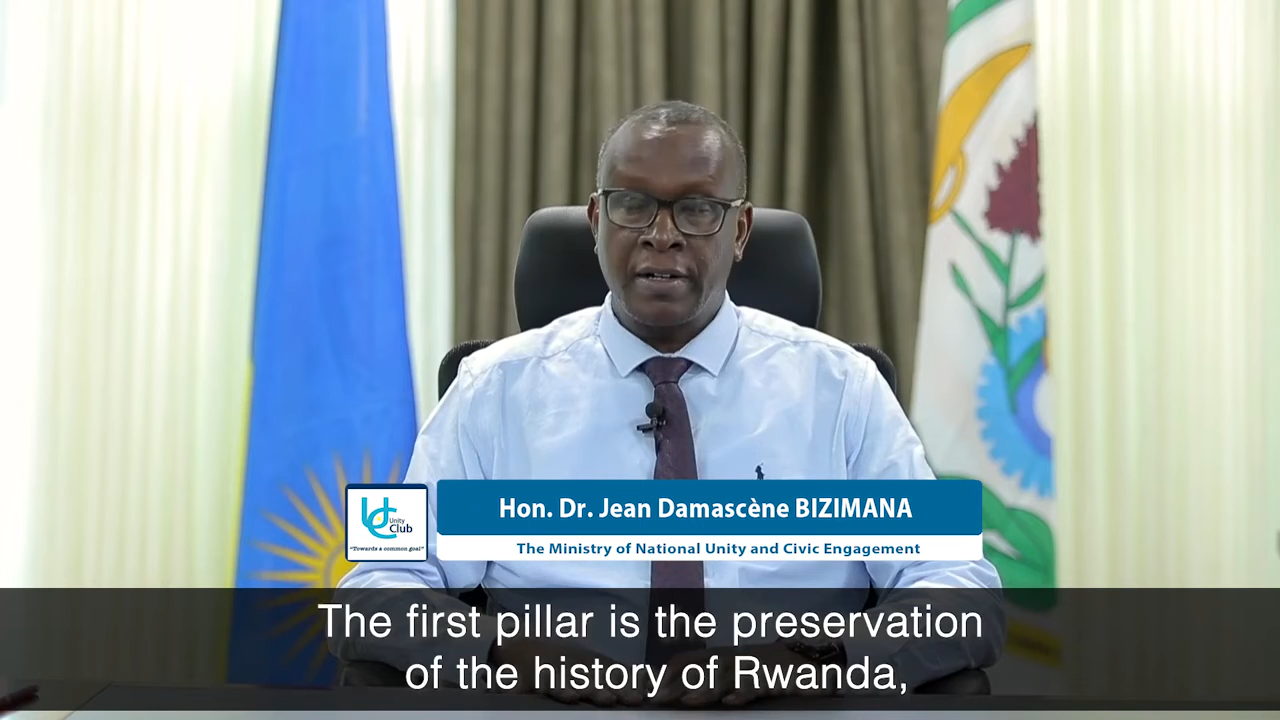 Hon. Dr. Jean Damascène BIZIMANA
UC Unity
Club
"Towards a common goal"
The Ministry of National Unity and Civic Engagement
The first pillar is the preservation
of the history of Rwanda,